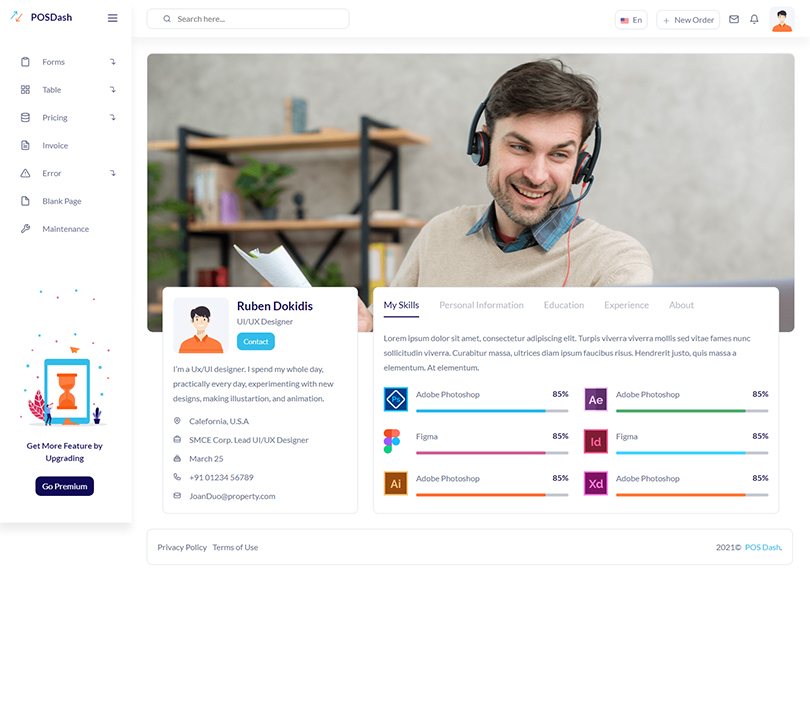 POSDash
Search here...
En
New Order
Forms
Table
Pricing
Invoice
Error
Blank Page
Maintenance
Get More Feature by
Upgrading
Go Premium
Ruben Dokidis
UI/UX Designer
Contact
I'm a Ux/UI designer. I spend my whole day,
practically every day, experimenting with new
designs, making illustartion, and animation.
Calefornia, U.S.A
SMCE Corp. Lead UI/UX Designer
March 25
+91 01234 56789
JoanDuo@property.com
My Skills Personal Information Education Experience About
Lorem ipsum dolor sit amet, consectetur adipiscing elit. Turpis viverra viverra mollis sed vitae fames nunc
sollicitudin viverra. Curabitur massa, ultrices diam ipsum faucibus risus. Hendrerit justo, quis massa a
elementum. At elementum.
Ps Adobe Photoshop 85%
Ae Adobe Photoshop 85%
Figma 85%
Id Figma 85%
Ai Adobe Photoshop 85%
Xd Adobe Photoshop 85%
Privacy Policy Terms of Use
2021© POS Dash.